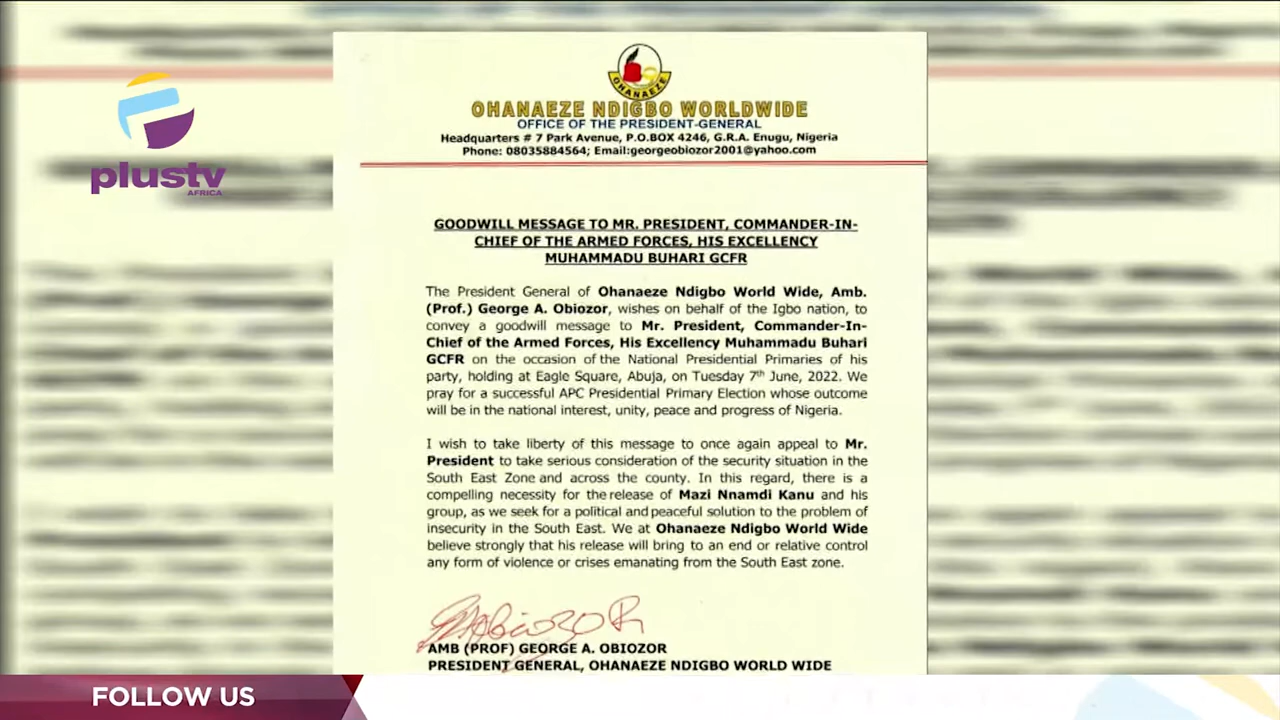 plustv
AFRICA
OHANAEZE
OHANAEZE NDIGBO WORLDWIDE
OFFICE OF THE PRESIDENT-GENERAL
Headquarters # 7 Park Avenue, P.O.BOX 4246, G.R.A. Enugu, Nigeria
Phone: 08035884564; Email:georgeobiozor2001@yahoo.com
GOODWILL MESSAGE TO MR. PRESIDENT, COMMANDER-IN-
CHIEF OF THE ARMED FORCES, HIS EXCELLENCY
MUHAMMADU BUHARI GCFR
The President General of Ohanaeze Ndigbo World Wide, Amb.
(Prof.) George A. Obiozor, wishes on behalf of the Igbo nation, to
convey a goodwill message to Mr. President, Commander-In-
Chief of the Armed Forces, His Excellency Muhammadu Buhari
GCFR on the occasion of the National Presidential Primaries of his
party, holding at Eagle Square, Abuja, on Tuesday 7th June, 2022. We
pray for a successful APC Presidential Primary Election whose outcome
will be in the national interest, unity, peace and progress of Nigeria.
I wish to take liberty of this message to once again appeal to Mr.
President to take serious consideration of the security situation in the
South East Zone and across the county. In this regard, there is a
compelling necessity for the release of Mazi Nnamdi Kanu and his
group, as we seek for a political and peaceful solution to the problem of
insecurity in the South East. We at Ohanaeze Ndigbo World Wide
believe strongly that his release will bring to an end or relative control
any form of violence or crises emanating from the South East zone.
AMB (PROF) GEORGE A. OBIOZOR
PRESIDENT GENERAL, OHANAEZE NDIGBO WORLD WIDE
FOLLOW US